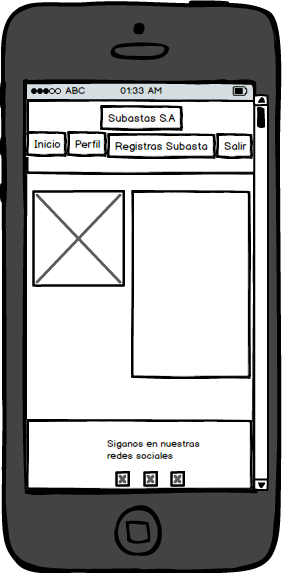 ABC 01:33 AM
Subastas S.A
Inicio Perfil Registras Subasta Salir
Siganos en nuestras
redes sociales